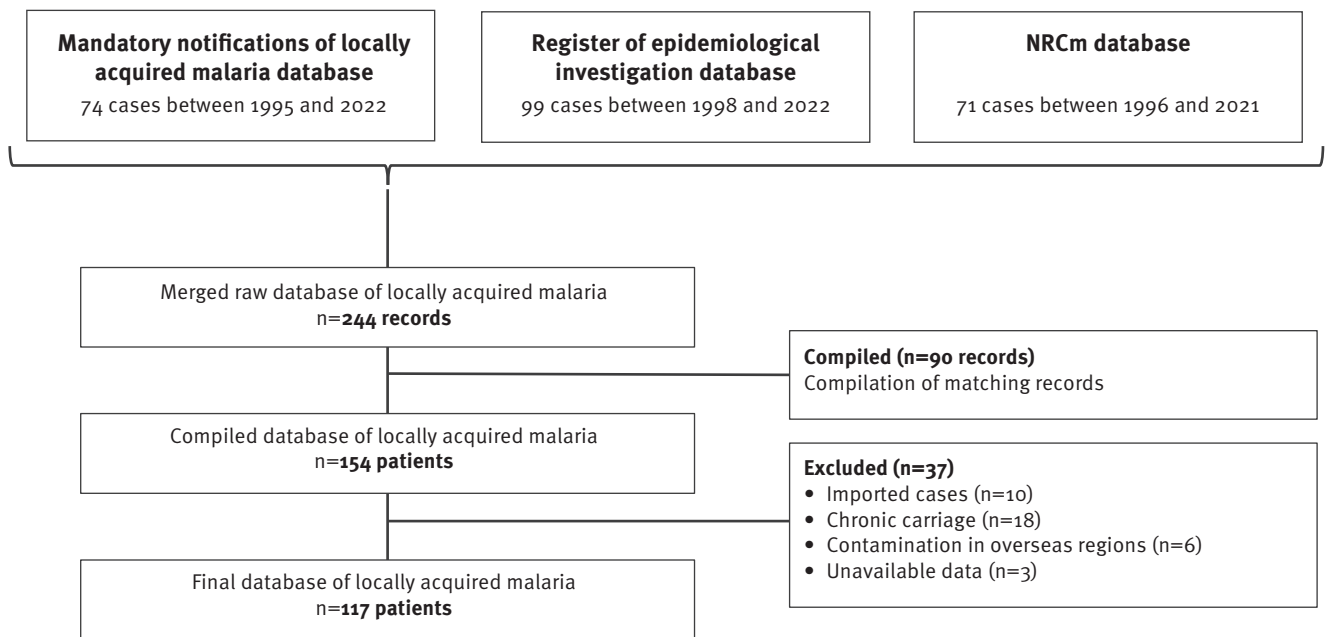 Mandatory notifications of locally
acquired malaria database
74 cases between 1995 and 2022
Register of epidemiological
investigation database
99 cases between 1998 and 2022
NRCm database
71 cases between 1996 and 2021
Merged raw database of locally acquired malaria
n=244 records
Compiled (n=90 records)
Compilation of matching records
Compiled database of locally acquired malaria
n=154 patients
Excluded (n=37)
• Imported cases (n=10)
• Chronic carriage (n=18)
• Contamination in overseas regions (n=6)
• Unavailable data (n=3)
Final database of locally acquired malaria
n=117 patients